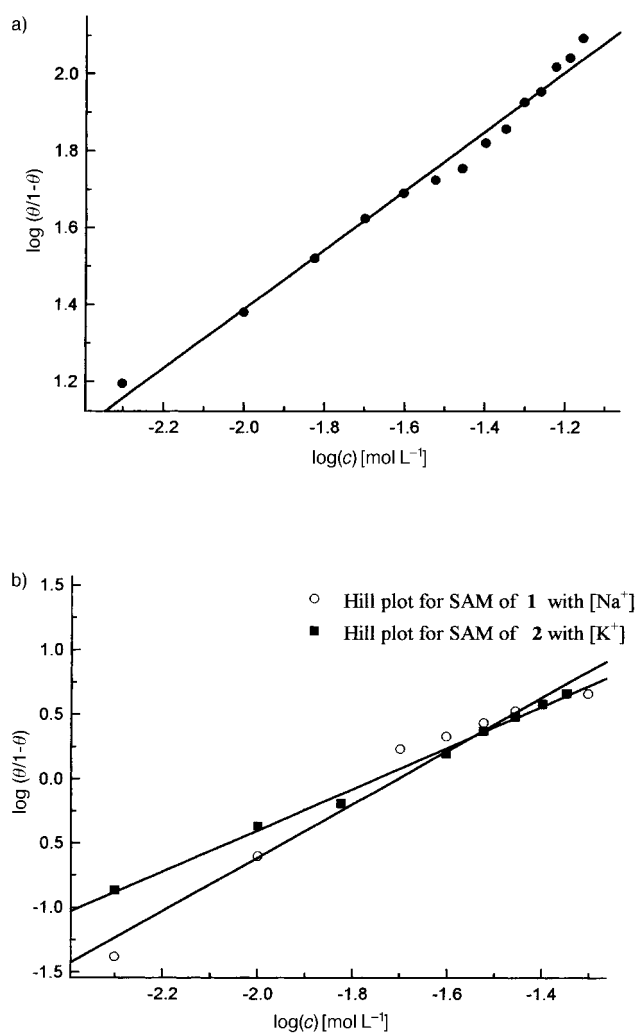 a)
2.0
1.8
1.6
1.4
1.2
log (θ/1-θ)
-2.2 -2.0 -1.8 -1.6 -1.4 -1.2
log(c) [mol L⁻¹]
b)
1.5
1.0
0.5
0.0
0.5
-1.0
-1.5
log (θ/1-θ)
Hill plot for SAM of 1 with [Na⁺]
Hill plot for SAM of 2 with [K⁺}
-2.2 -2.0 -1.8 -1.6 -1.4
log(c) [mol L⁻¹]